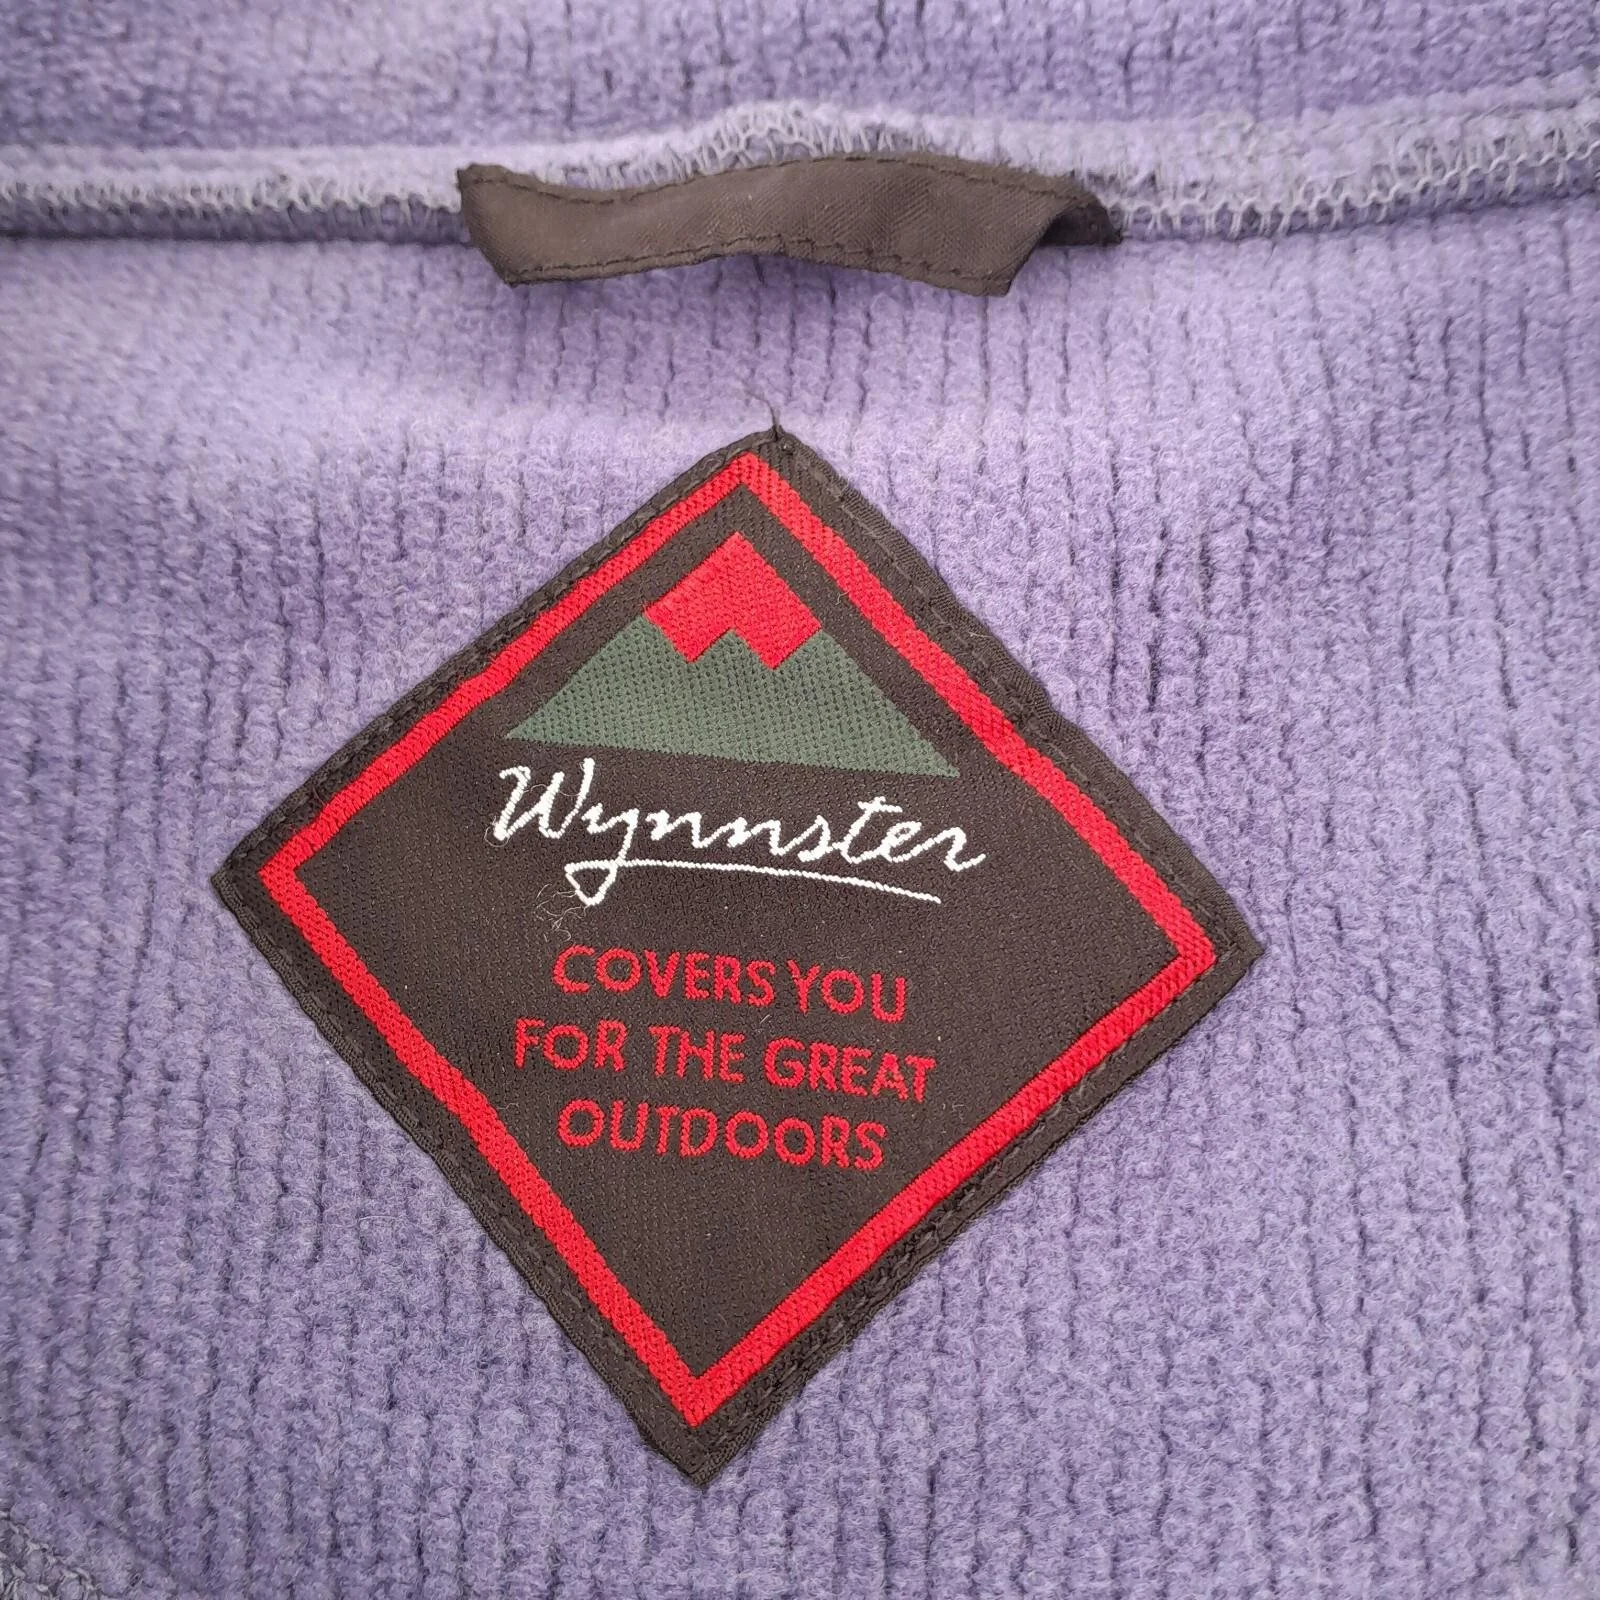 Wynnster
COVERS YOU
FOR THE GREAT
OUTDOORS